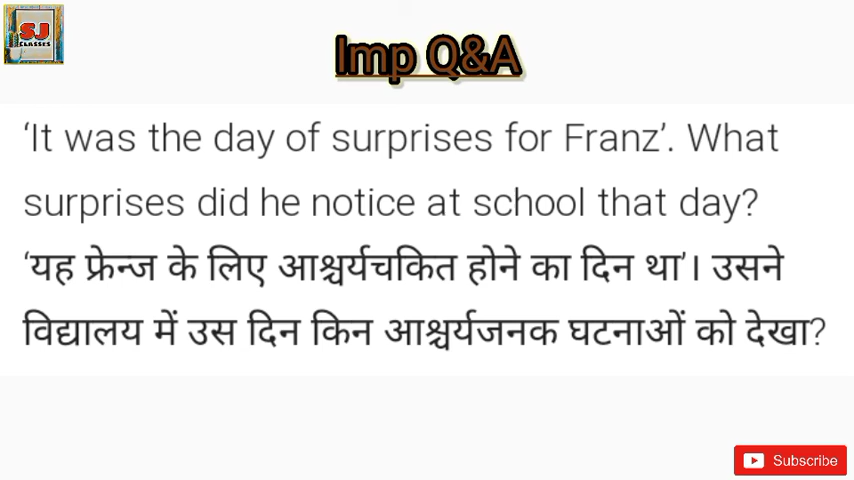 SJ
CLASSES
Imp Q&A
‘It was the day of surprises for Franz’. What
surprises did he notice at school that day?
‘यह फ्रेन्ज के लिए आश्चर्यचकित होने का दिन था’। उसने
विद्यालय में उस दिन किन आश्चर्यजनक घटनाओं को देखा?
Subscribe